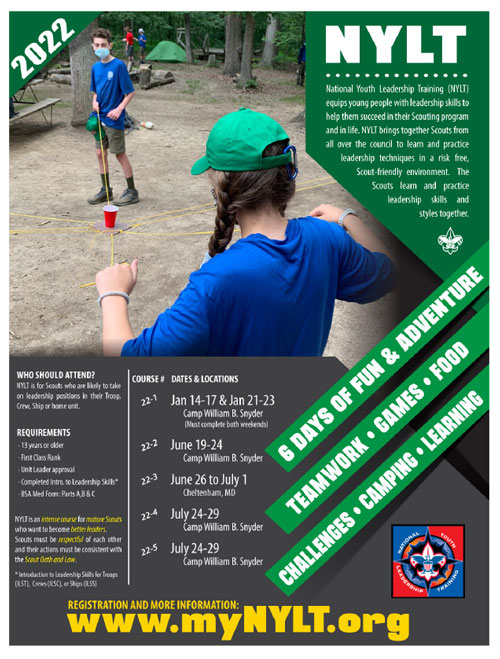 2022
NYLT
National Youth Leadership Training (NYLT)
equips young people with leadership skills to
help them succeed in their Scouting program
and in life. NYLT brings together Scouts from
all over the council to learn and practice
leadership techniques in a risk free,
Scout-friendly environment. The
Scouts learn and practice
leadership skills and
styles together.
6 DAYS OF FUN & ADVENTURE
TEAMWORK • GAMES • FOOD
CHALLENGES • CAMPING • LEARNING
WHO SHOULD ATTEND?
NYLT is for Scouts who are likely to take
on leadership positions in their Troop,
Crew, Ship or home unit.
REQUIREMENTS
- 13 years or older
- First Class Rank
- Unit Leader approval
- Completed Intro. to Leadership Skills*
- BSA Med Form: Parts A,B & C
NYLT is an intense course for mature Scouts
who want to become better leaders.
Scouts must be respectful of each other
and their actions must be consistent with
the Scout Oath and Law.
* Introduction to Leadership Skills for Troops
(ILST), Crews (ILSC), or Ships (ILSS)
COURSE # DATES & LOCATIONS
22-1 Jan 14-17 & Jan 21-23
Camp William B. Snyder
(Must complete both weekends)
22-2 June 19-24
Camp William B. Snyder
22-3 June 26 to July 1
Cheltenham, MD
22-4 July 24-29
Camp William B. Snyder
22-5 July 24-29
Camp William B. Snyder
NATIONAL YOUTH
LEADERSHIP TRAINING
REGISTRATION AND MORE INFORMATION:
www.myNYLT.org